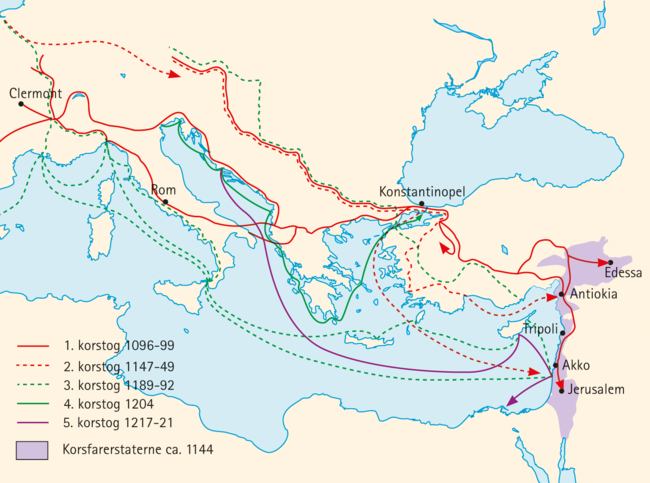 Clermont
Rom
Konstantinopel
Edessa
Antiokia
Tripoli
Akko
Jerusalem
1. korstog 1096-99
2. korstog 1147-49
3. korstog 1189-92
4. korstog 1204
5. korstog 1217-21
Korsfarerstaterne ca. 1144